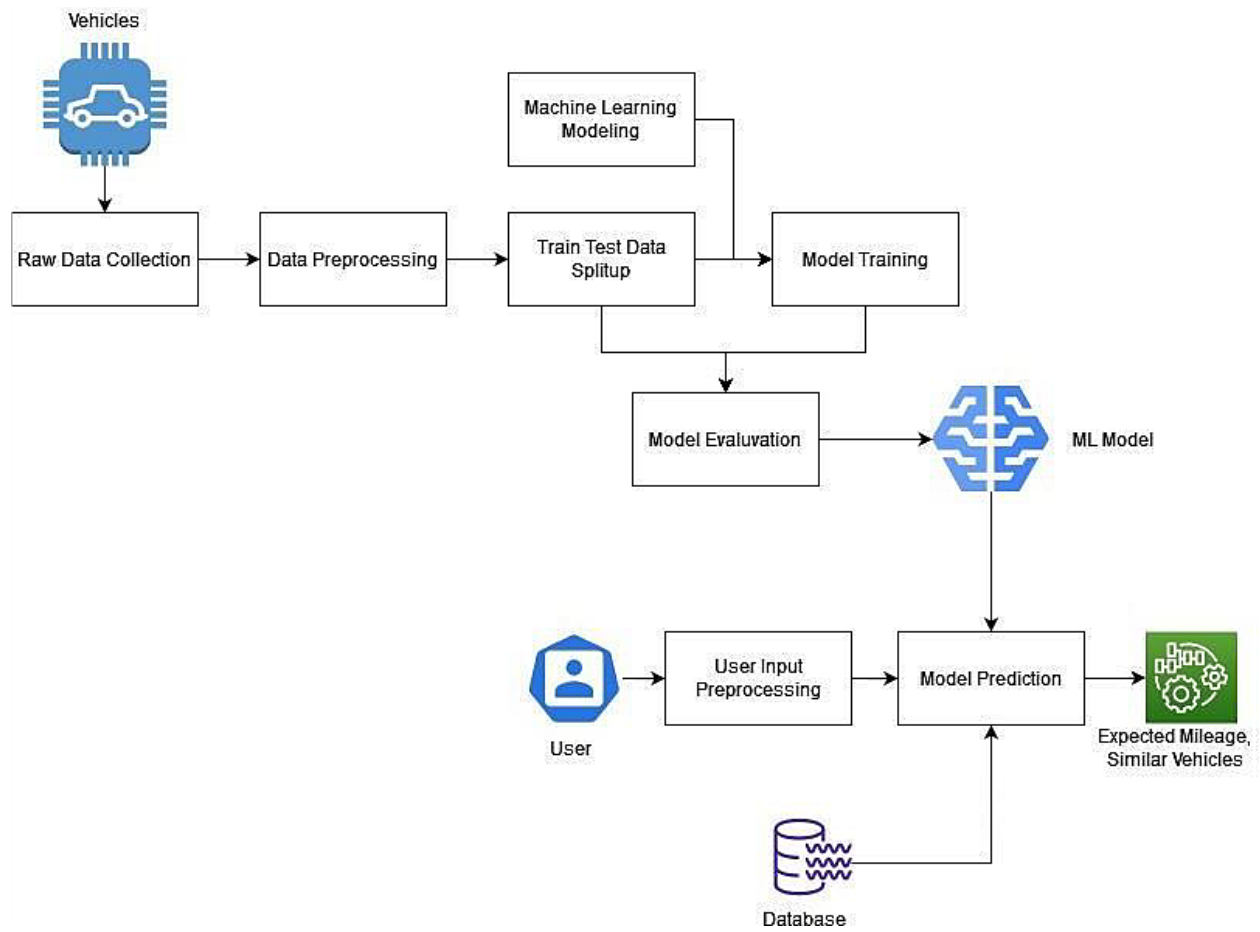 Vehicles
Machine Learning
Modeling
Raw Data Collection
Data Preprocessing
Train Test Data
Splitup
Model Training
Model Evaluvation
ML Model
User Input
Preprocessing
Model Prediction
User
Expected Mileage,
Similar Vehicles
Database